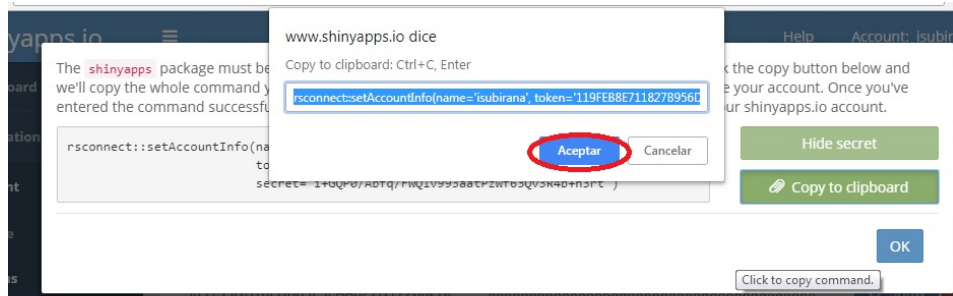 yapps.io
Help Account: isubir
www.shinyapps.io dice
Copy to clipboard: Ctrl+C, Enter
rsconnect::setAccountInfo(name='isubirana', token='119FEB8E711827B956D
Aceptar Cancelar
The shinyapps package must be k the copy button below and
we'll copy the whole command y e your account. Once you've
entered the command successfu ur shinyapps.io account.
rsconnect::setAccountInfo(na
to
secret=
Hide secret
Copy to clipboard
OK
Click to copy command.